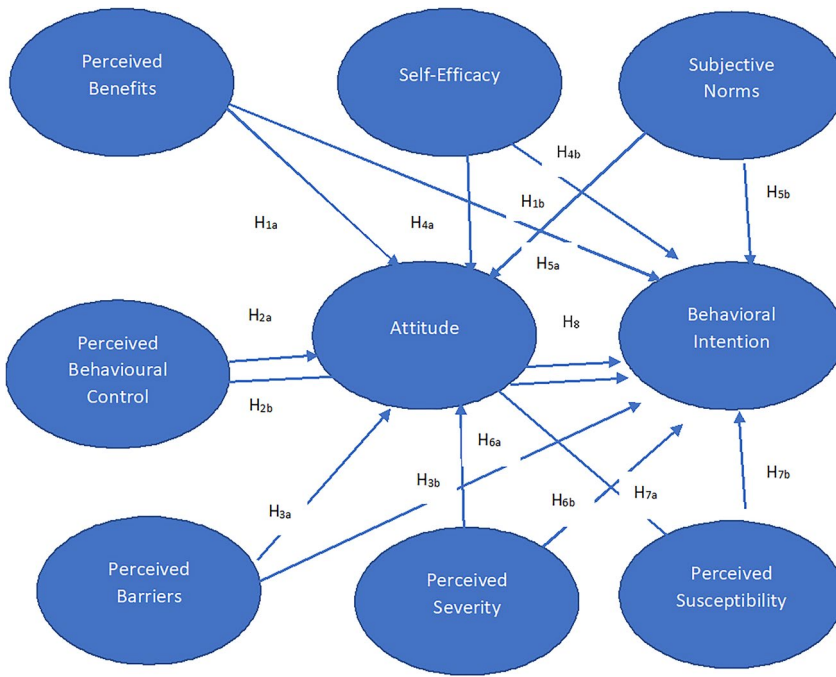 Perceived
Benefits
Self-Efficacy
Subjective
Norms
H4b
H5b
H1a
H4a
H1b
H5a
H2a
Attitude
H8
Behavioral
Intention
Perceived
Behavioural
Control
H2b
H6a
H3b
H7b
H3a
H6b
H7a
Perceived
Barriers
Perceived
Severity
Perceived
Susceptibility